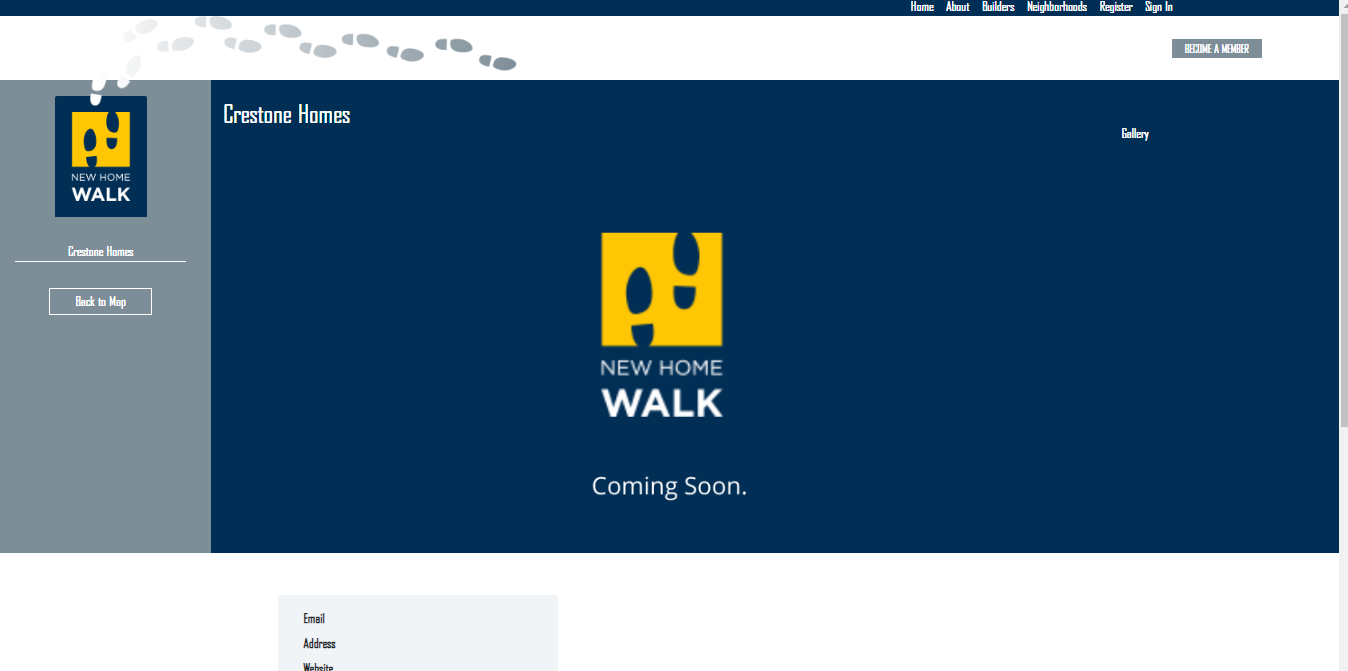 Home About Builders Neighborhoods Register Sign In
BECOME A MEMBER
NEW HOME
WALK
Crestone Homes
Back to Map
Crestone Homes
Gallery
NEW HOME
WALK
Coming Soon.
Email
Address
Website